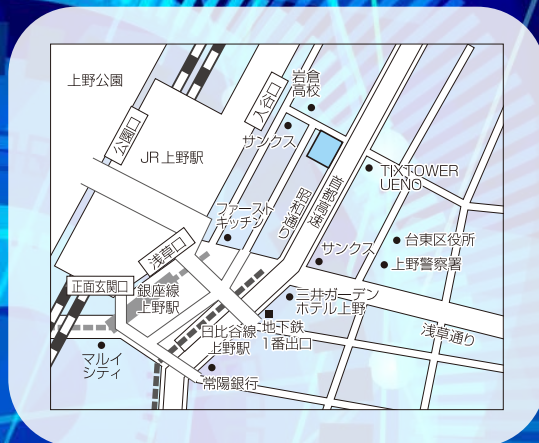 上野公園
岩倉
高校
入谷口
公園口
サンクス
JR上野駅
TIXTOWER
UENO
首都高速
昭和通り
ファースト
キッチン
台東区役所
浅草口
サンクス
上野警察署
正面玄関口
銀座線
上野駅
三井ガーデン
ホテル上野
日比谷線
上野駅
地下鉄
1番出口
浅草通り
マルイ
シティ
常陽銀行